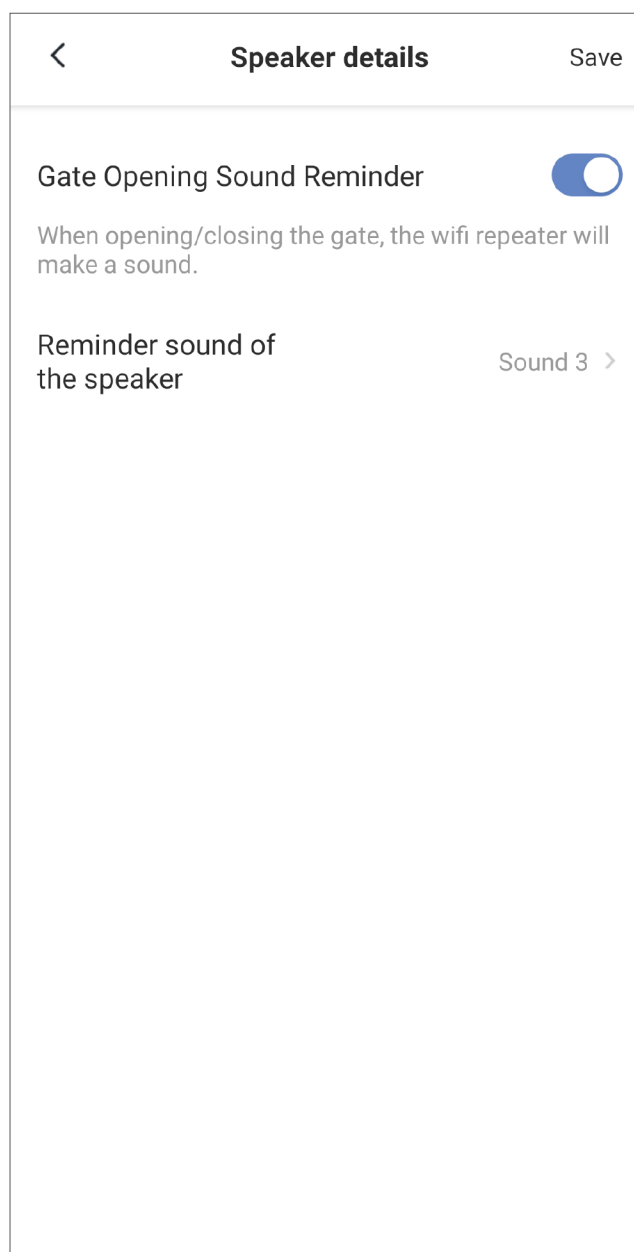 Speaker details
Save
Gate Opening Sound Reminder
When opening/closing the gate, the wifi repeater will
make a sound.
Reminder sound of
the speaker
Sound 3